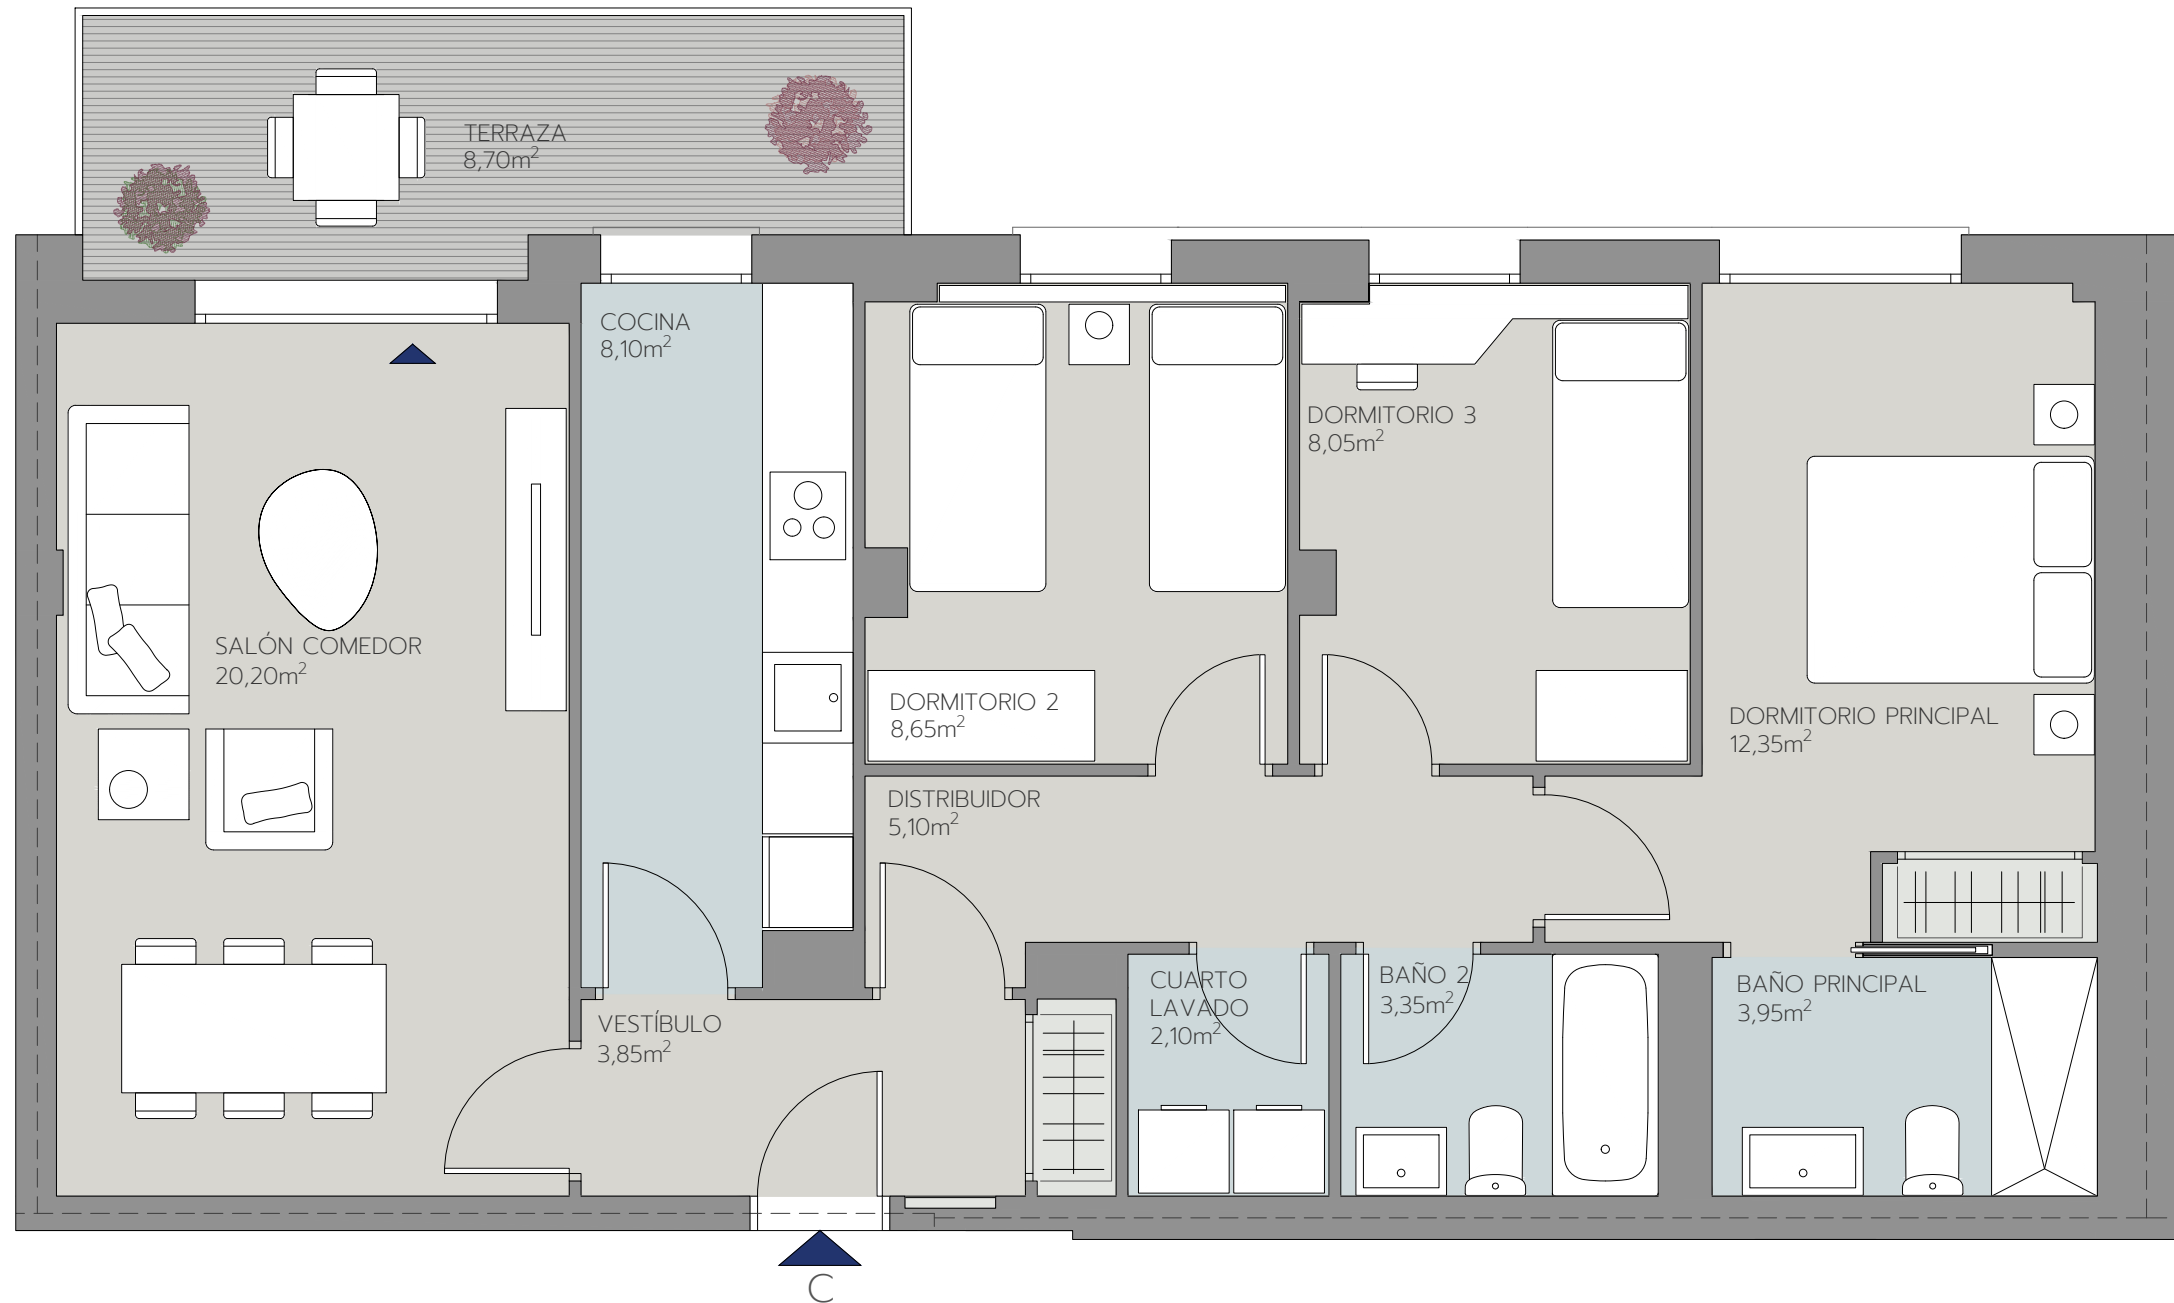 TERRAZA
8,70m²
COCINA
8,10m²
DORMITORIO 3
8,05m²
SALÓN COMEDOR
20,20m²
DORMITORIO 2
8,65m²
DORMITORIO PRINCIPAL
12,35m²
DISTRIBUIDOR
5,10m²
VESTÍBULO
3,85m²
CUARTO
LAVADO
2,10m²
BAÑO 2
3,35m²
BAÑO PRINCIPAL
3,95m²
C